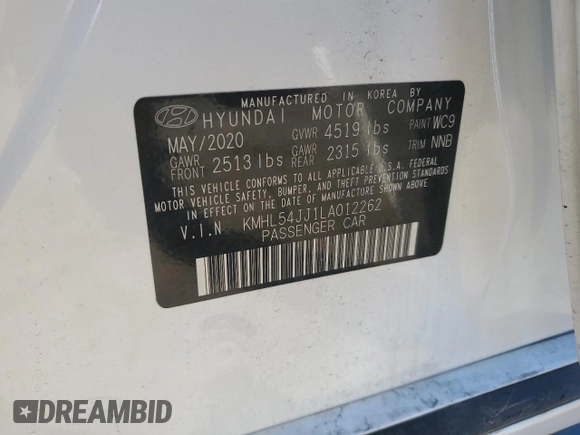 MANUFACTURED IN KOREA BY
HYUNDAI MOTOR COMPANY
MAY/2020 GVWR 4519 lbs PAINT WC9
GAWR FRONT 2513 lbs GAWR REAR 2315 lbs TRIM NNB
THIS VEHICLE CONFORMS TO ALL APPLICABLE U.S.A. FEDERAL
MOTOR VEHICLE SAFETY, BUMPER, AND THEFT PREVENTION STANDARDS
IN EFFECT ON THE DATE OF MANUFACTURE SHOWN ABOVE.
V.I.N KMHL54JJ1LA012262
PASSENGER CAR
DREAMBID